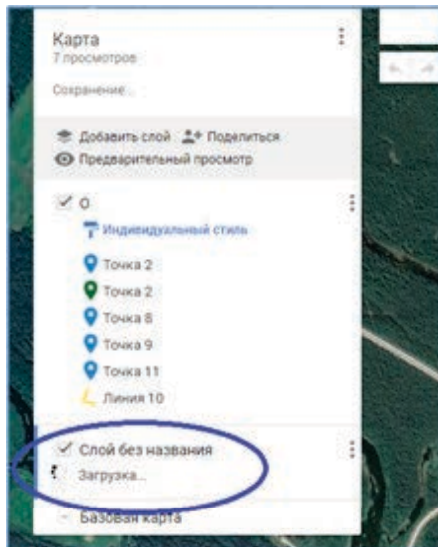 Карта
7 просмотров
Сохранение...
Добавить слой Поделиться
Предварительный просмотр
О
Индивидуальный стиль
Точка 2
Точка 2
Точка 8
Точка 9
Точка 11
Линия 10
Слой без названия
Загрузка...
Базовая карта